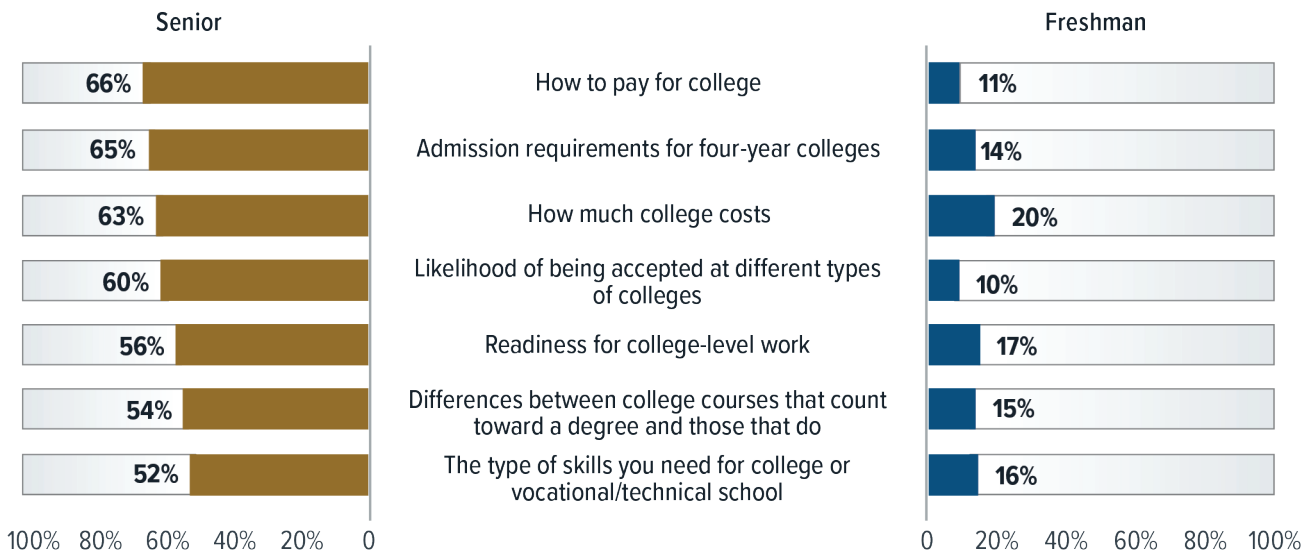 Senior
Freshman
66%
How to pay for college
11%
65%
Admission requirements for four-year colleges
14%
63%
How much college costs
20%
60%
Likelihood of being accepted at different types
of colleges
10%
56%
Readiness for college-level work
17%
54%
Differences between college courses that count
toward a degree and those that do
15%
52%
The type of skills you need for college or
vocational/technical school
16%
100% 80% 60% 40% 20% 0
0 20% 40% 60% 80% 100%